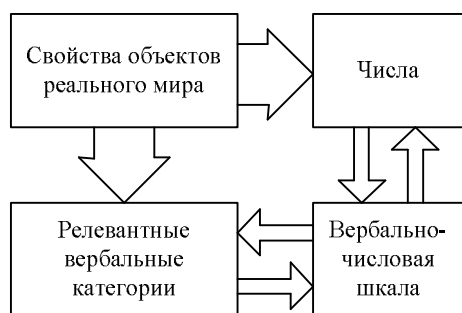 Свойства объектов
реального мира
Числа
Релевантные
вербальные
категории
Вербально-
числовая
шкала